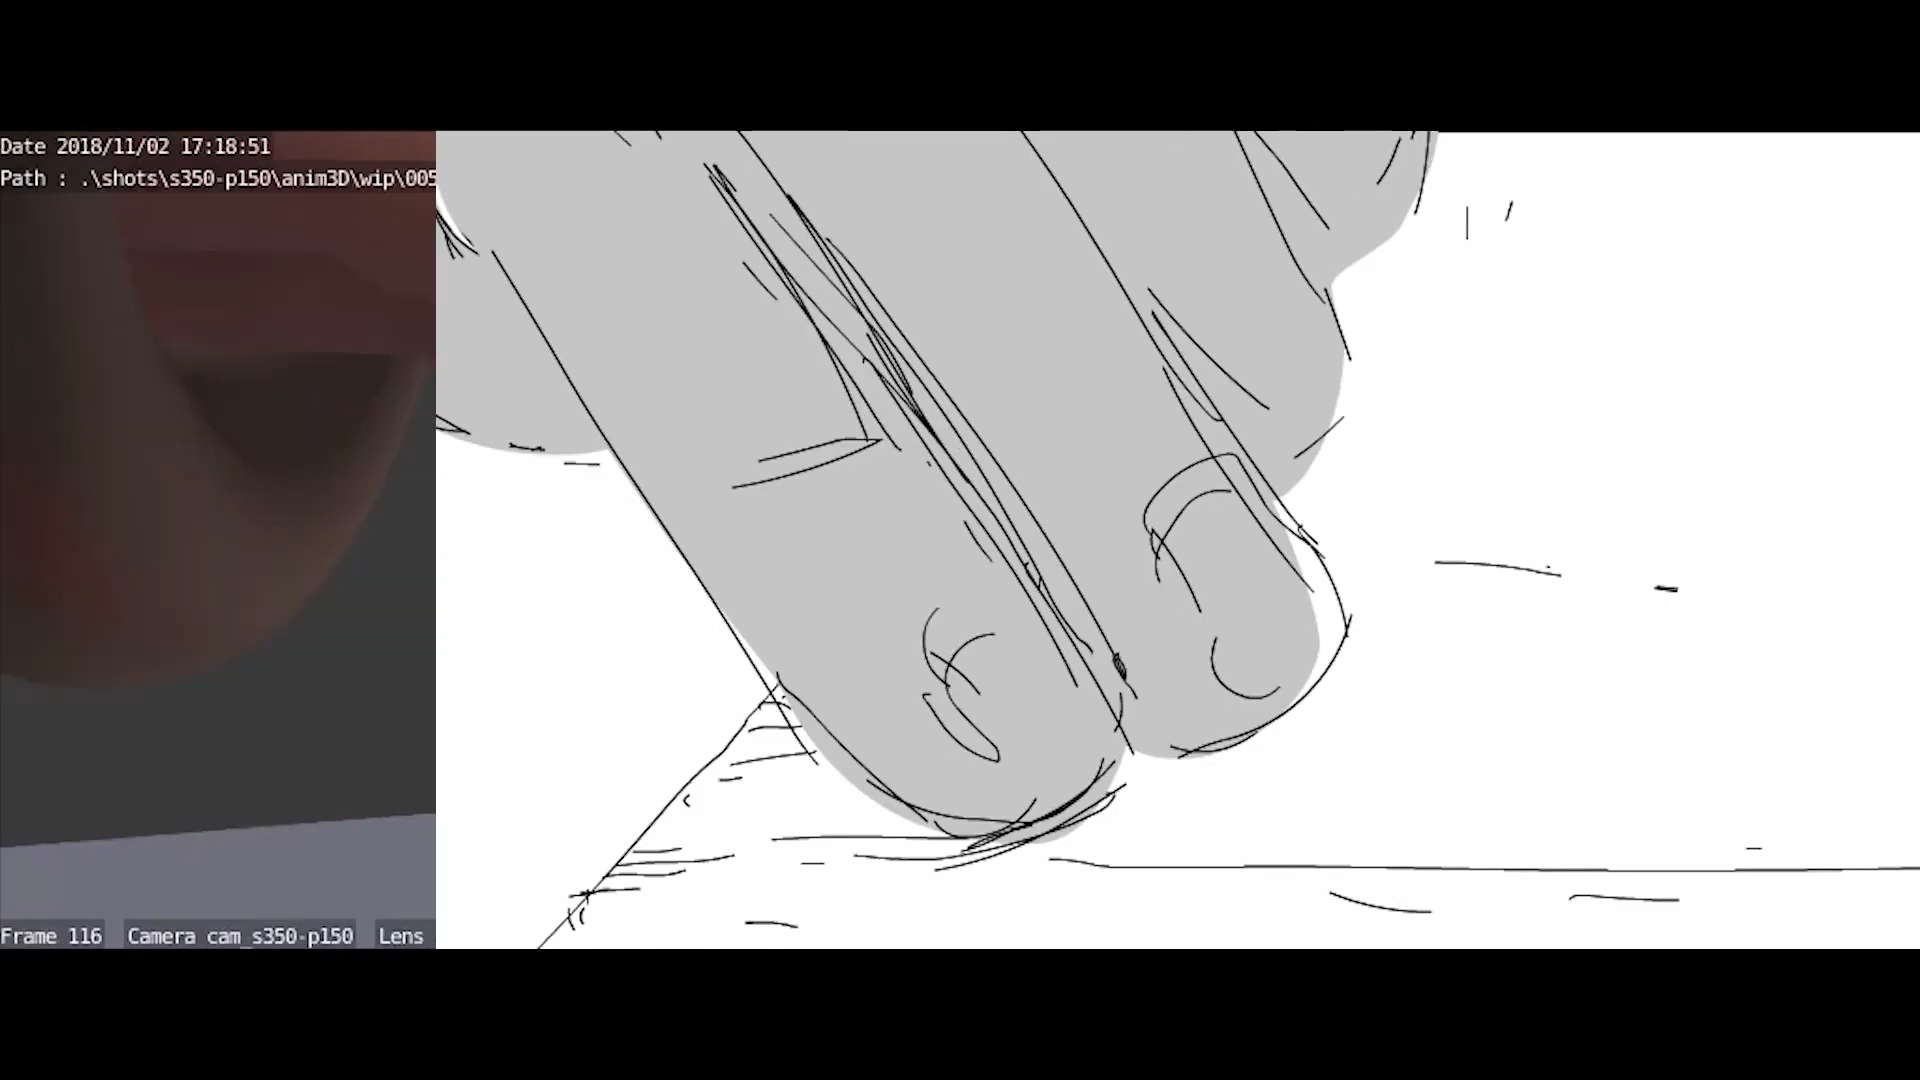 Date 2018/11/02 17:18:51
Path : .\shots\s350-p150\anim3D\wip\005
Frame 116 Camera cam_s350-p150 Lens